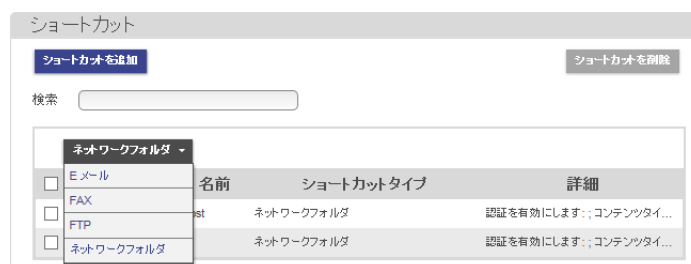 ショートカット
ショートカットを追加 ショートカットを削除
検索
ネットワークフォルダ
Eメール
名前 ショートカットタイプ 詳細
FAX
ネットワークフォルダ 認証を有効にします: ; コンテンツタイ...
FTP
ネットワークフォルダ 認証を有効にします: ; コンテンツタイ...
ネットワークフォルダ